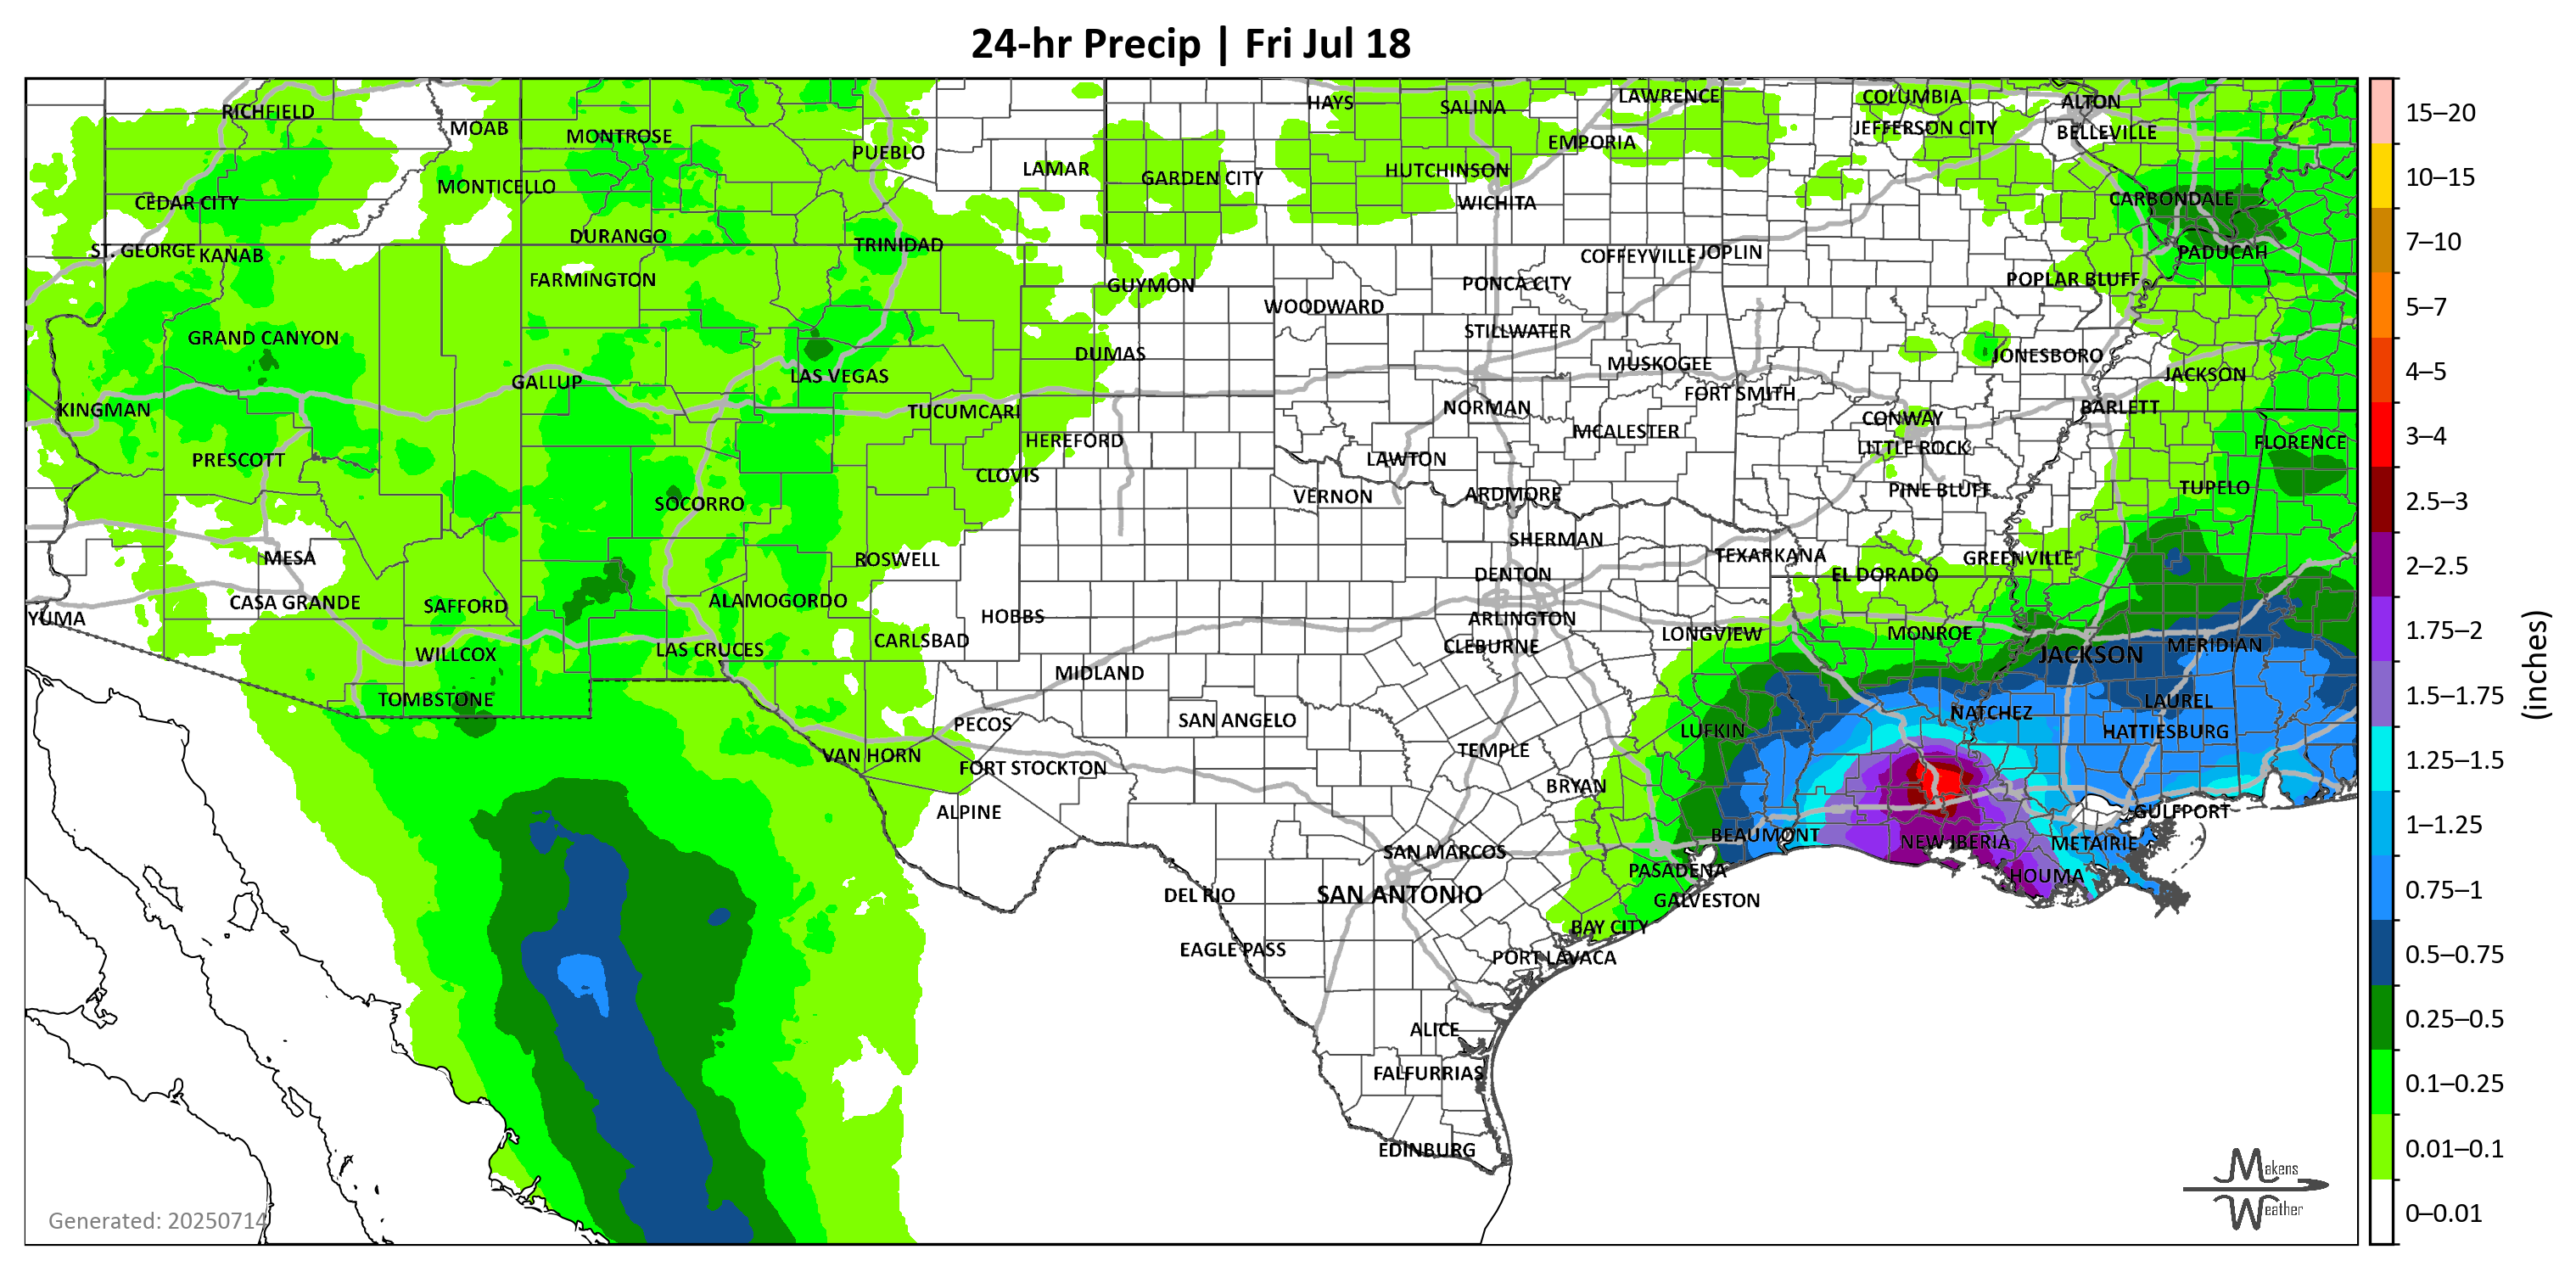 24-hr Precip | Fri Jul 18
RICHFIELD
MOAB
MONTROSE
PUEBLO
LAMAR
HAYS
SALINA
LAWRENCE
COLUMBIA
ALTON
JEFFERSON CITY
BELLEVILLE
EMPORIA
GARDEN CITY
HUTCHINSON
MONTICELLO
CEDAR CITY
WICHITA
CARBONDALE
DURANGO
TRINIDAD
ST. GEORGE
KANAB
COFFEYVILLE
JOPLIN
PADUCAH
FARMINGTON
GUYMON
PONCA CITY
POPLAR BLUFF
WOODWARD
GRAND CANYON
STILLWATER
DUMAS
MUSKOGEE
JONESBORO
GALLUP
LAS VEGAS
FORT SMITH
JACKSON
KINGMAN
TUCUMCARI
NORMAN
CONWAY
BARLETT
HEREFORD
MCALESTER
LITTLE ROCK
FLORENCE
PRESCOTT
CLOVIS
LAWTON
SOCORRO
VERNON
ARDMORE
PINE BLUFF
TUPELO
MESA
ROSWELL
SHERMAN
TEXARKANA
GREENVILLE
DENTON
EL DORADO
CASA GRANDE
SAFFORD
ALAMOGORDO
YUMA
HOBBS
ARLINGTON
WILLCOX
LAS CRUCES
CARLSBAD
CLEBURNE
LONGVIEW
MONROE
JACKSON
MERIDIAN
MIDLAND
TOMBSTONE
PECOS
SAN ANGELO
LUFKIN
NATCHEZ
LAUREL
HATTIESBURG
VAN HORN
FORT STOCKTON
TEMPLE
BRYAN
ALPINE
GULFPORT
BEAUMONT
NEW IBERIA
METAIRIE
SAN MARCOS
PASADENA
HOUMA
DEL RIO
SAN ANTONIO
GALVESTON
BAY CITY
EAGLE PASS
PORT LAVACA
ALICE
FALFURRIAS
EDINBURG
Generated: 20250714
Makens
Weather
15–20
10–15
7–10
5–7
4–5
3–4
2.5–3
2–2.5
1.75–2
1.5–1.75
1.25–1.5
1–1.25
0.75–1
0.5–0.75
0.25–0.5
0.1–0.25
0.01–0.1
0–0.01
(inches)